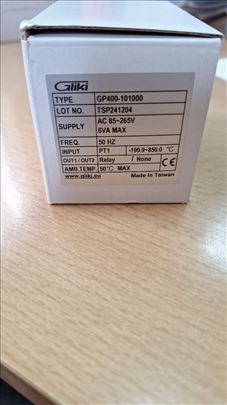 Gliki
TYPE GP400-101000
LOT NO. TSP241204
SUPPLY AC 85~265V
6VA MAX
FREQ. 50 HZ
INPUT PT1 -199.9~850.0 °C
OUT1 / OUT2 Relay / None CE
AMB.TEMP 50°C MAX
www.gliki.eu Made In Taiwan